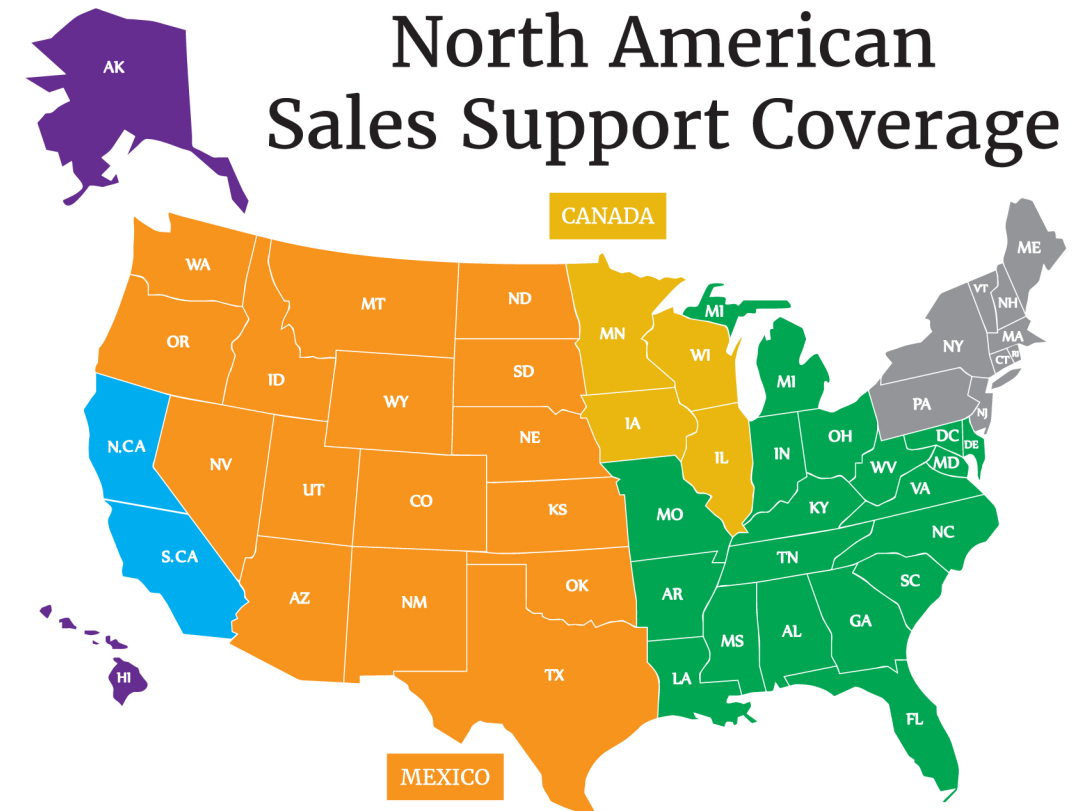 North American
Sales Support Coverage
AK
CANADA
WA
MT
ND
MN
MI
ME
VT
NH
OR
ID
SD
WI
NY
MA
CT
RI
WY
NE
IA
MI
PA
NJ
N.CA
NV
UT
CO
KS
IL
IN
OH
DC
DE
WV
MD
VA
MO
KY
S.CA
AZ
NM
OK
AR
TN
NC
SC
HI
TX
MS
AL
GA
LA
FL
MEXICO